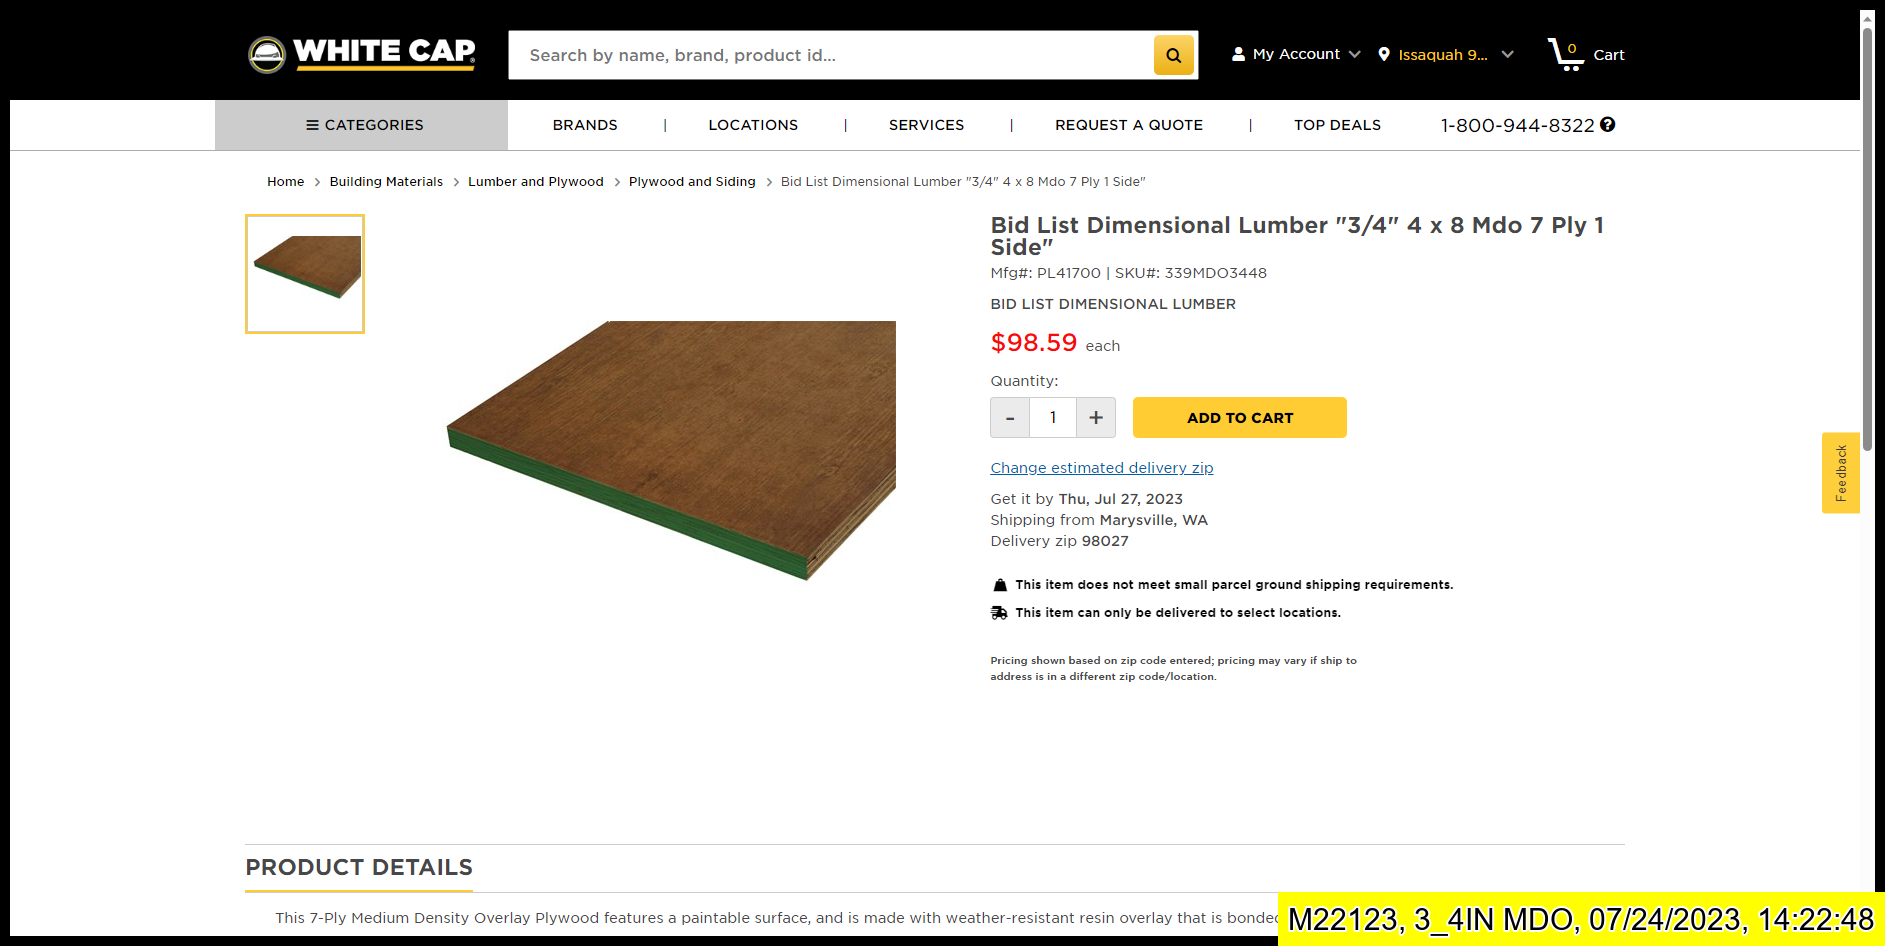 WHITE CAP
Search by name, brand, product id...
My Account
Issaquah 9...
0
Cart
CATEGORIES
BRANDS | LOCATIONS | SERVICES | REQUEST A QUOTE | TOP DEALS
1-800-944-8322
Home > Building Materials > Lumber and Plywood > Plywood and Siding > Bid List Dimensional Lumber "3/4" 4 x 8 Mdo 7 Ply 1 Side"
Bid List Dimensional Lumber "3/4" 4 x 8 Mdo 7 Ply 1
Side"
Mfg#: PL41700 | SKU#: 339MDO3448
BID LIST DIMENSIONAL LUMBER
$98.59 each
Quantity:
- 1 +
ADD TO CART
Change estimated delivery zip
Get it by Thu, Jul 27, 2023
Shipping from Marysville, WA
Delivery zip 98027
This item does not meet small parcel ground shipping requirements.
This item can only be delivered to select locations.
Pricing shown based on zip code entered; pricing may vary if ship to
address is in a different zip code/location.
Feedback
PRODUCT DETAILS
This 7-Ply Medium Density Overlay Plywood features a paintable surface, and is made with weather-resistant resin overlay that is bonded
M22123, 3_4IN MDO, 07/24/2023, 14:22:48